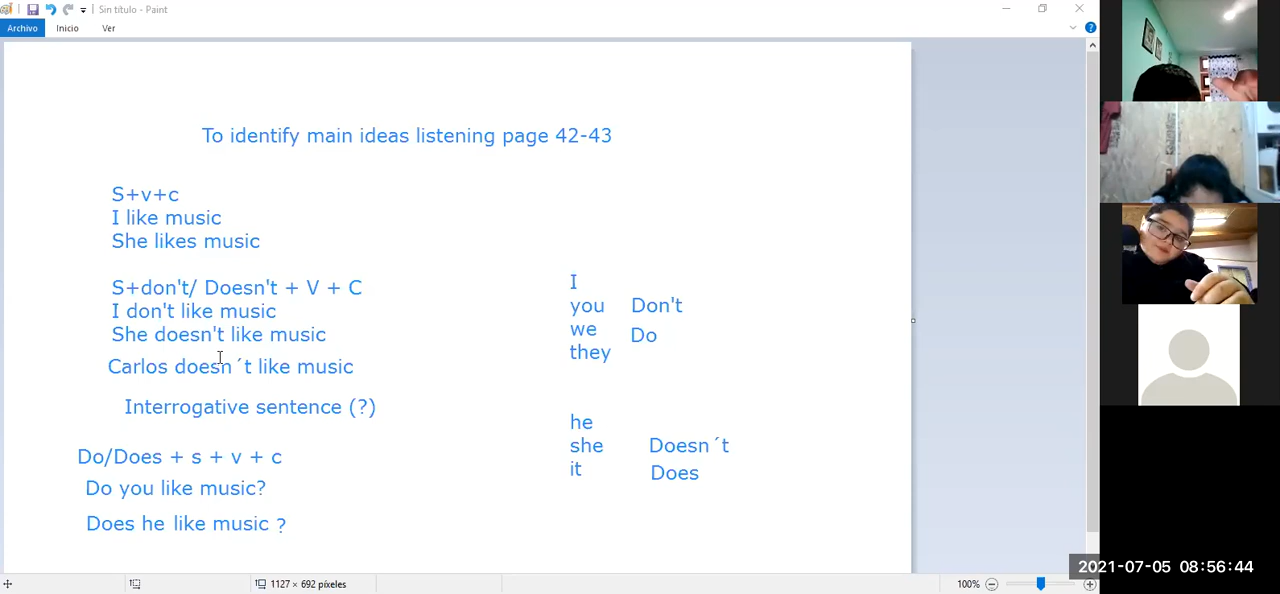 Sin título - Paint
Archivo Inicio Ver
To identify main ideas listening page 42-43
S+v+c
I like music
She likes music
S+don't/ Doesn't + V + C
I don't like music
She doesn't like music
Carlos doesn´t like music
Interrogative sentence (?)
Do/Does + s + v + c
Do you like music?
Does he like music ?
I
you Don't
we Do
they
he
she Doesn´t
it Does
1127 × 692 píxeles
100%
2021-07-05 08:56:44